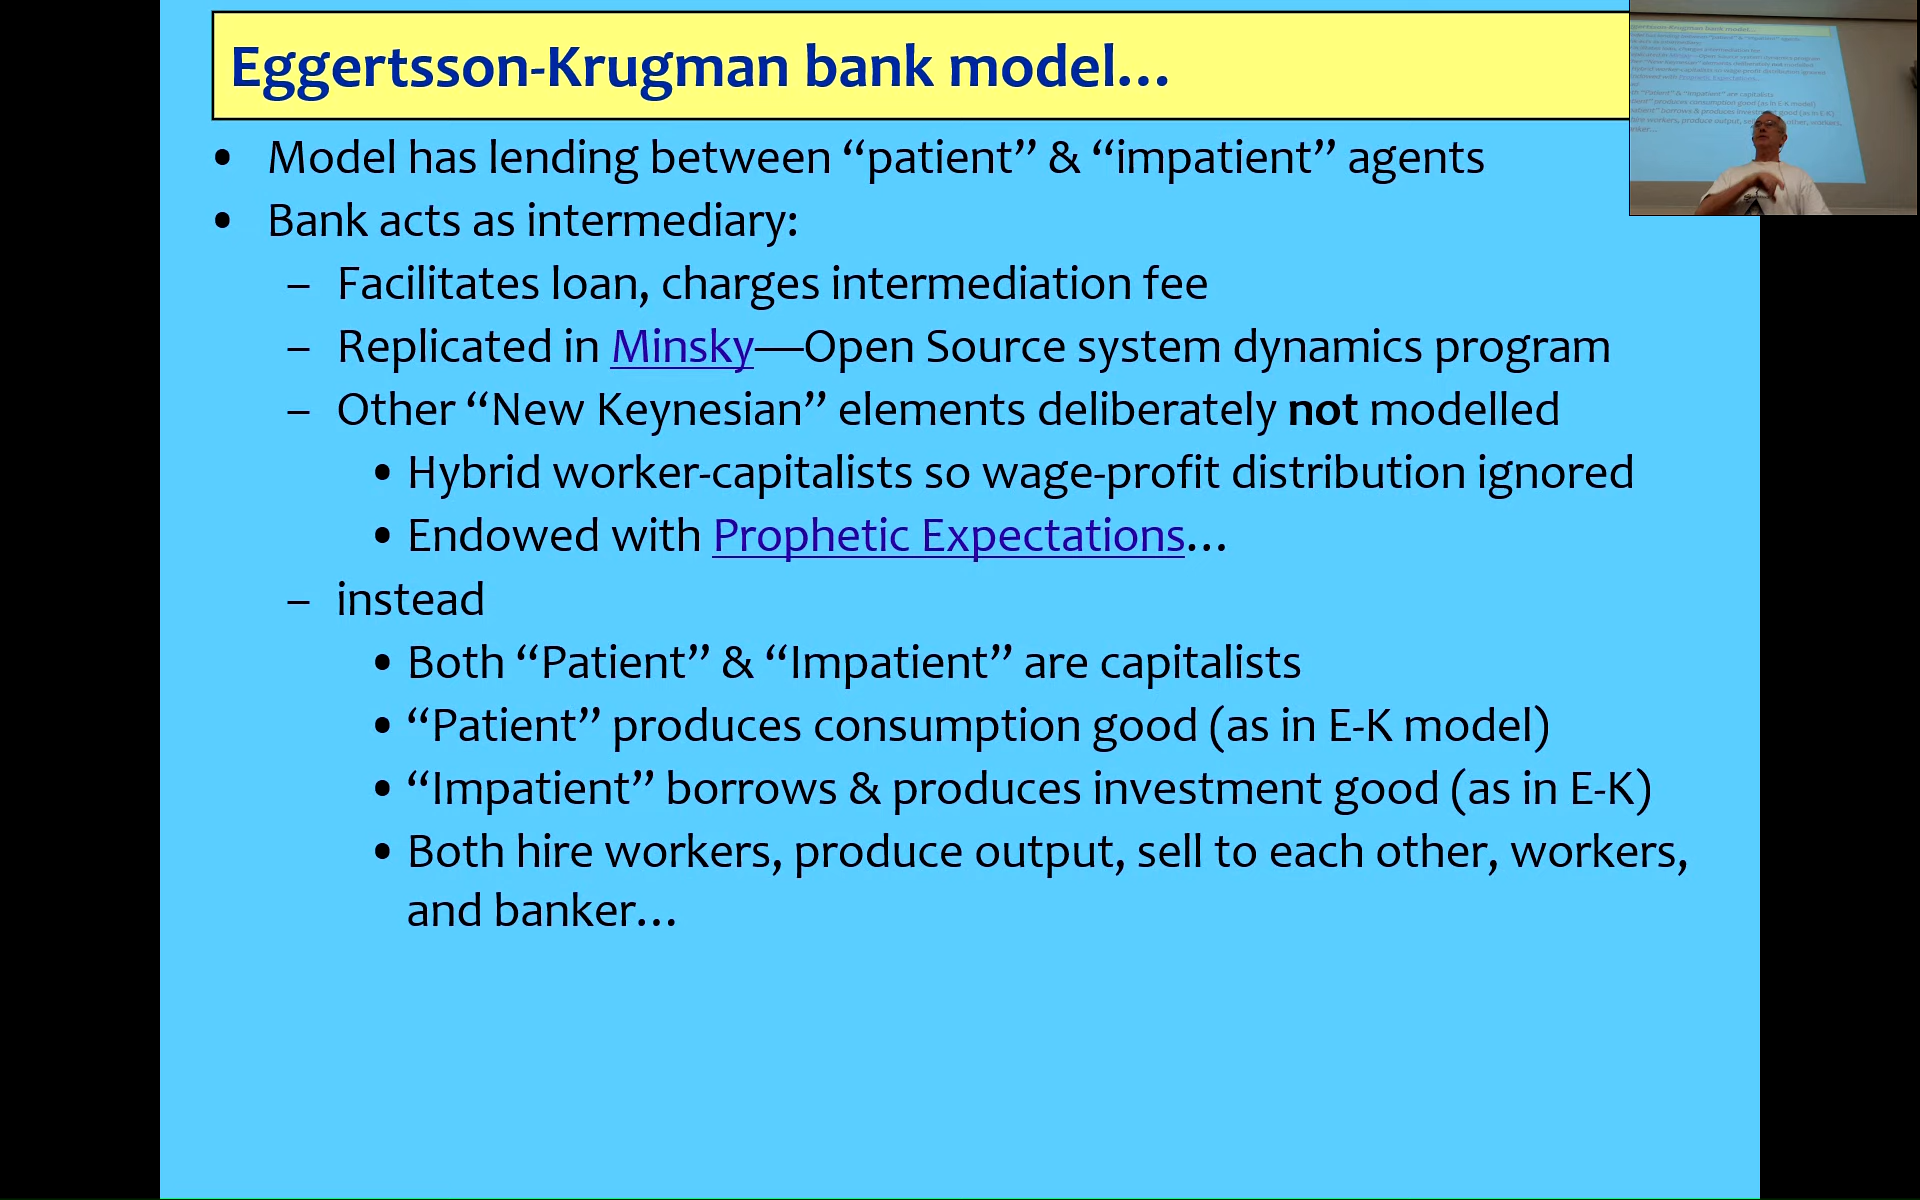 Eggertsson-Krugman bank model…
• Model has lending between “patient” & “impatient” agents
• Bank acts as intermediary:
– Facilitates loan, charges intermediation fee
– Replicated in Minsky—Open Source system dynamics program
– Other “New Keynesian” elements deliberately not modelled
• Hybrid worker-capitalists so wage-profit distribution ignored
• Endowed with Prophetic Expectations…
– instead
• Both “Patient” & “Impatient” are capitalists
• “Patient” produces consumption good (as in E-K model)
• “Impatient” borrows & produces investment good (as in E-K)
• Both hire workers, produce output, sell to each other, workers,
and banker…